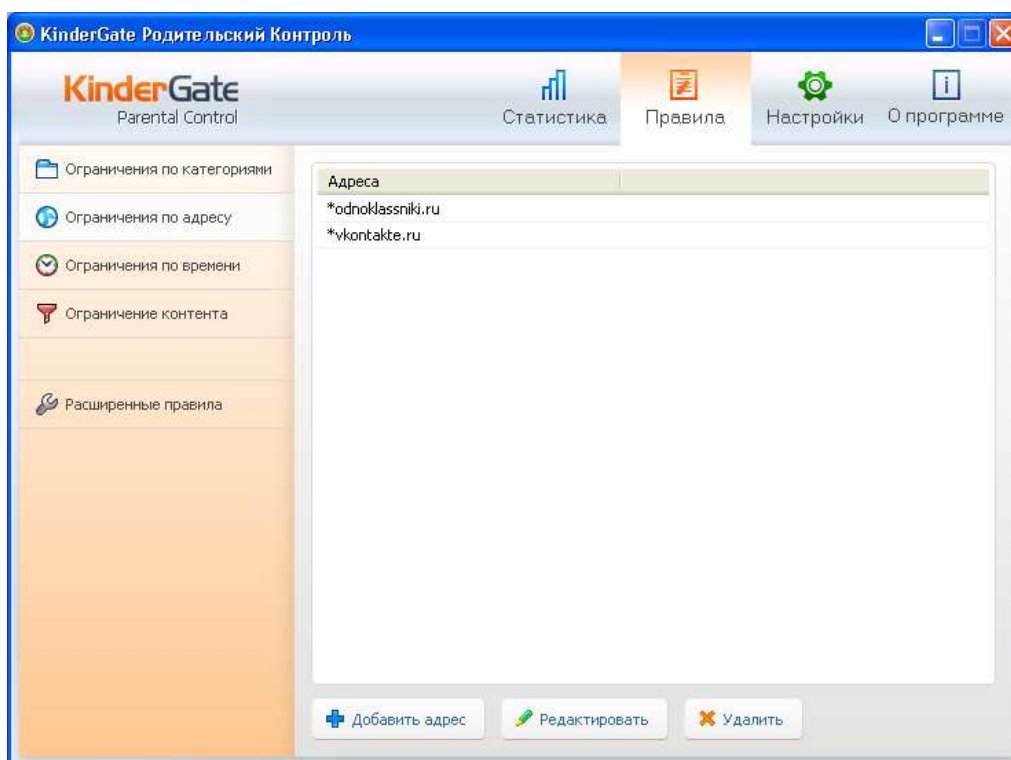 KinderGate Родительский Контроль
KinderGate
Parental Control
Статистика
Правила
Настройки
О программе
Ограничения по категориями
Ограничения по адресу
Ограничения по времени
Ограничение контента
Расширенные правила
Адреса
*odnoklassniki.ru
*vkontakte.ru
Добавить адрес
Редактировать
Удалить